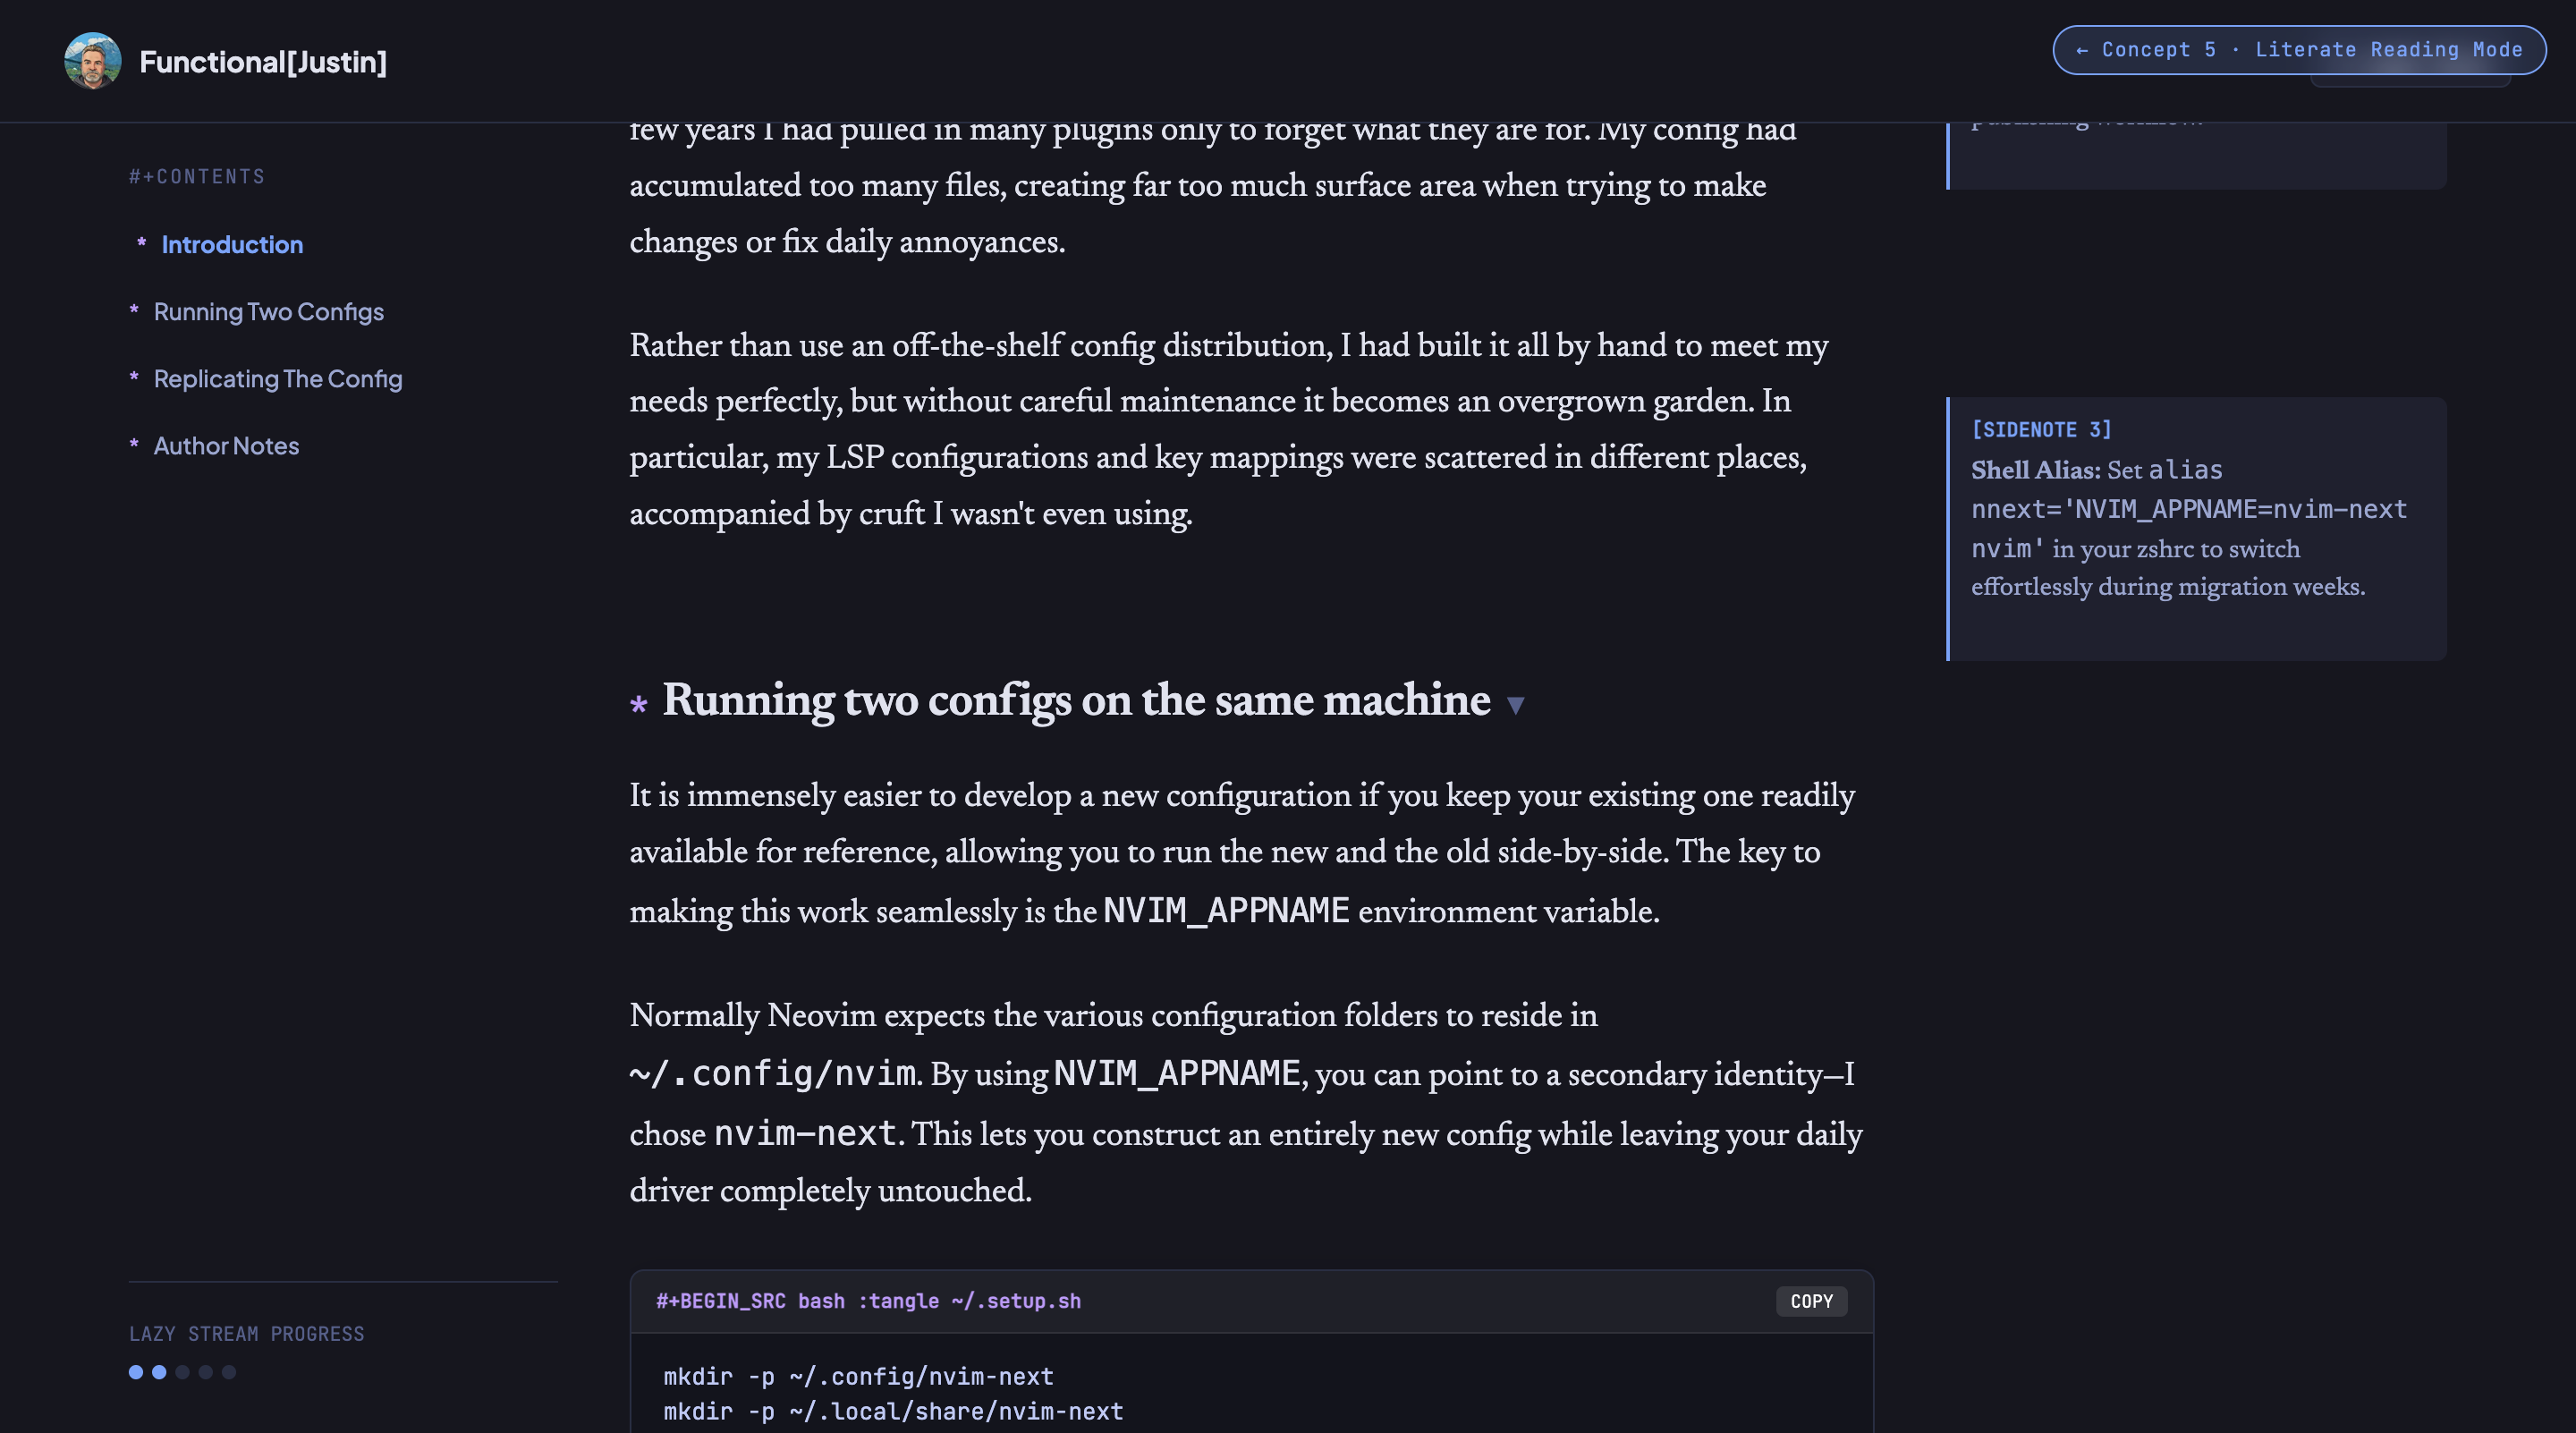 Functional[Justin]
← Concept 5 · Literate Reading Mode
#+CONTENTS
* Introduction
* Running Two Configs
* Replicating The Config
* Author Notes
LAZY STREAM PROGRESS
few years I had pulled in many plugins only to forget what they are for. My config had
accumulated too many files, creating far too much surface area when trying to make
changes or fix daily annoyances.
Rather than use an off-the-shelf config distribution, I had built it all by hand to meet my
needs perfectly, but without careful maintenance it becomes an overgrown garden. In
particular, my LSP configurations and key mappings were scattered in different places,
accompanied by cruft I wasn't even using.
* Running two configs on the same machine ▼
It is immensely easier to develop a new configuration if you keep your existing one readily
available for reference, allowing you to run the new and the old side-by-side. The key to
making this work seamlessly is the NVIM_APPNAME environment variable.
Normally Neovim expects the various configuration folders to reside in
~/.config/nvim. By using NVIM_APPNAME, you can point to a secondary identity—I
chose nvim-next. This lets you construct an entirely new config while leaving your daily
driver completely untouched.
#+BEGIN_SRC bash :tangle ~/.setup.sh
COPY
mkdir -p ~/.config/nvim-next
mkdir -p ~/.local/share/nvim-next
[SIDENOTE 3]
Shell Alias: Set alias
nnext='NVIM_APPNAME=nvim-next
nvim' in your zshrc to switch
effortlessly during migration weeks.